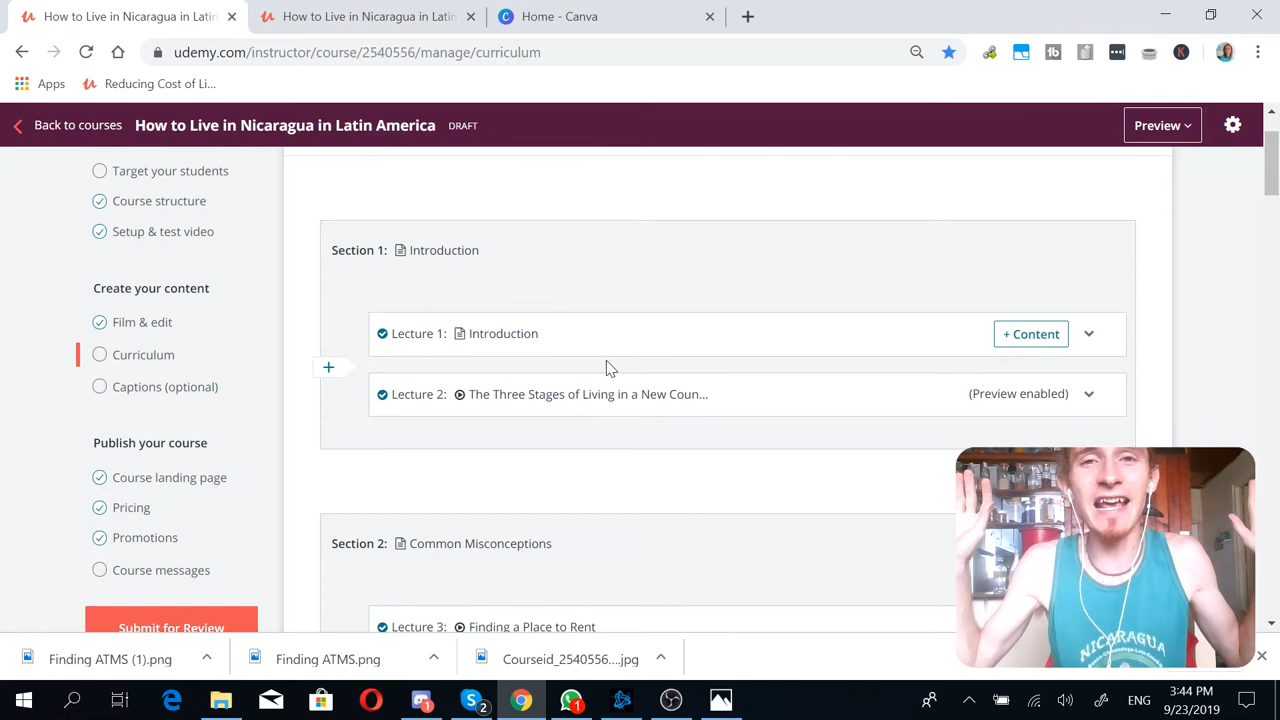 How to Live in Nicaragua in Latin
How to Live in Nicaragua in Latin
Home - Canva
udemy.com/instructor/course/2540556/manage/curriculum
Apps
Reducing Cost of Li...
Back to courses
How to Live in Nicaragua in Latin America
DRAFT
Preview
Target your students
Course structure
Setup & test video
Create your content
Film & edit
Curriculum
Captions (optional)
Publish your course
Course landing page
Pricing
Promotions
Course messages
Submit for Review
Section 1: Introduction
Lecture 1: Introduction
+ Content
Lecture 2: The Three Stages of Living in a New Coun...
(Preview enabled)
Section 2: Common Misconceptions
Lecture 3: Finding a Place to Rent
NICARAGUA
Finding ATMS (1).png
Finding ATMS.png
Courseid_2540556....jpg
1
2
1
ENG
3:44 PM
9/23/2019